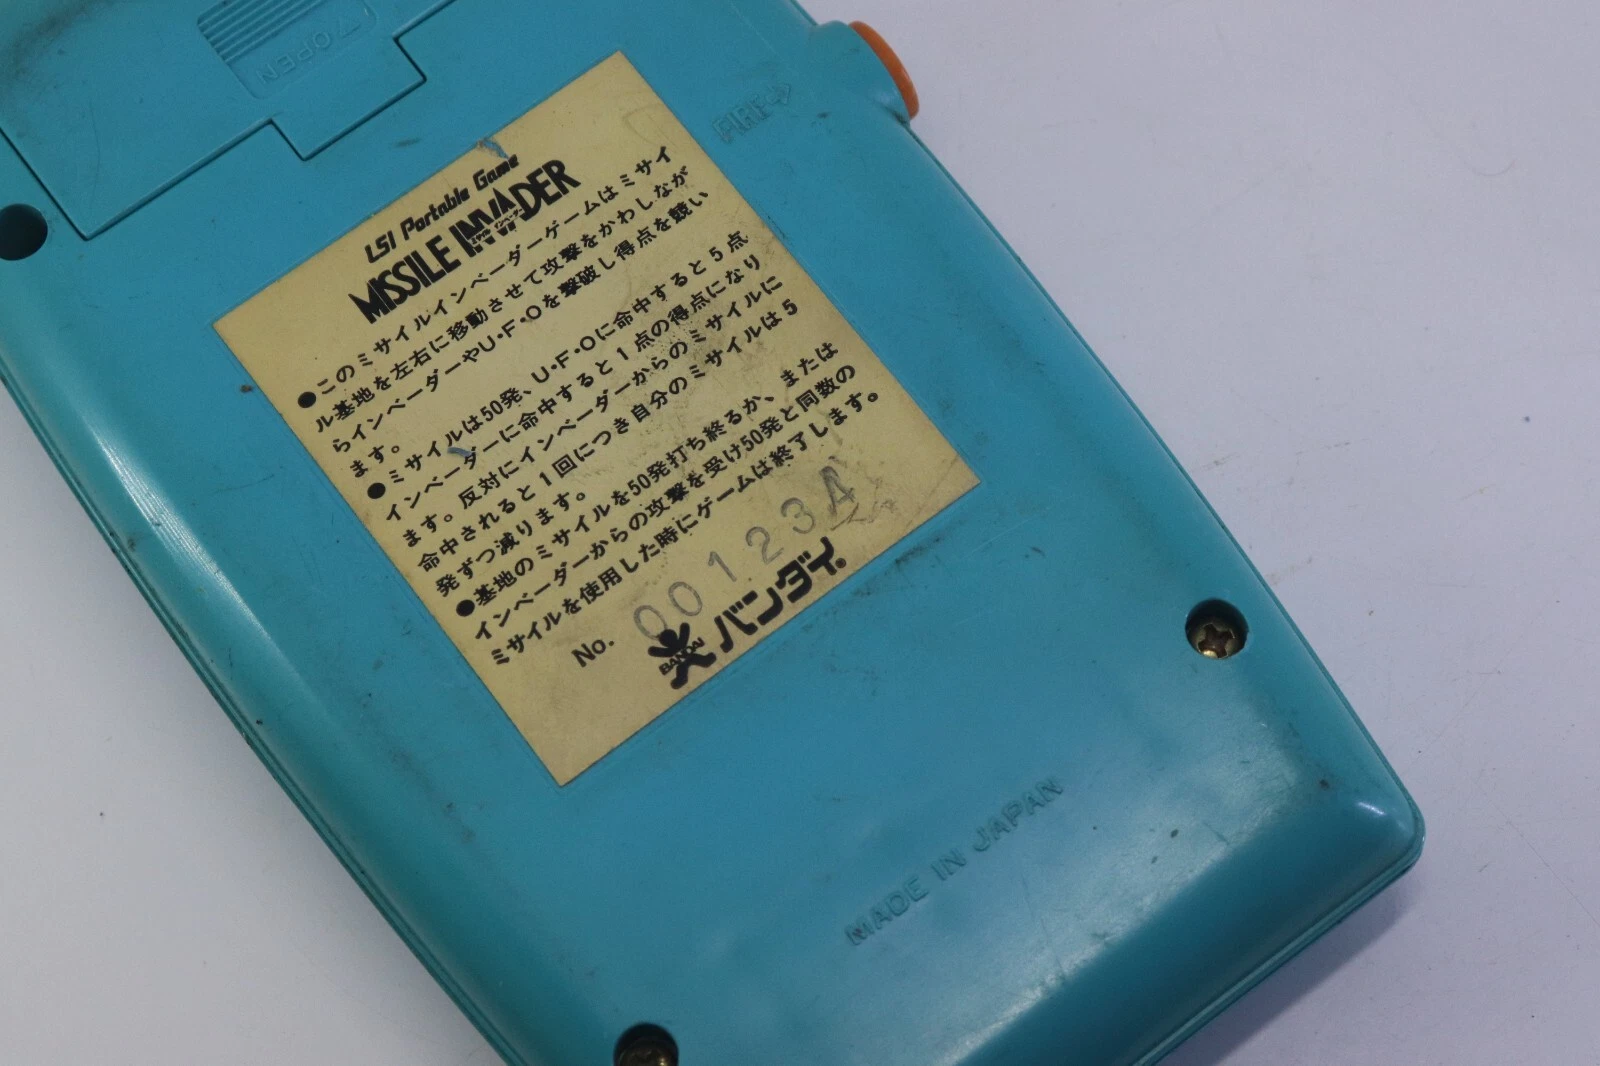 OPEN
LSI Portable Game
MISSILE INVADER
ミサイル インベーダー
●このミサイルインベーダーゲームはミサイ
ル基地を左右に移動させて攻撃をかわしなが
らインベーダーやU・F・Oを撃破し得点を競い
ます。
●ミサイルは50発、U・F・Oに命中すると5点
インベーダーに命中すると1点の得点になり
ます。反対にインベーダーからのミサイルに
命中されると1回につき自分のミサイルは5
発ずつ減ります。
●基地のミサイルを50発打ち終るか、または
インベーダーからの攻撃を受け50発と同数の
ミサイルを使用した時にゲームは終了します。
No. 001234
BANDAI バンダイ
MADE IN JAPAN